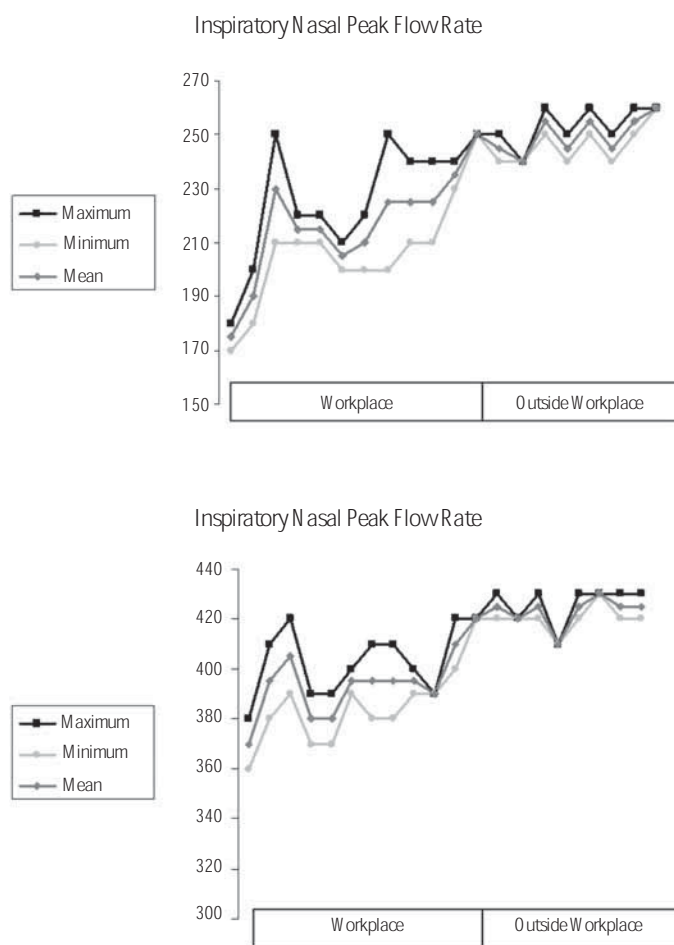 Inspiratory Nasal Peak Flow Rate
270
250
230
210
190
170
150
Maximum
Minimum
Mean
Workplace
Outside Workplace
Inspiratory Nasal Peak Flow Rate
440
420
400
380
360
340
320
300
Maximum
Minimum
Mean
Workplace
Outside Workplace